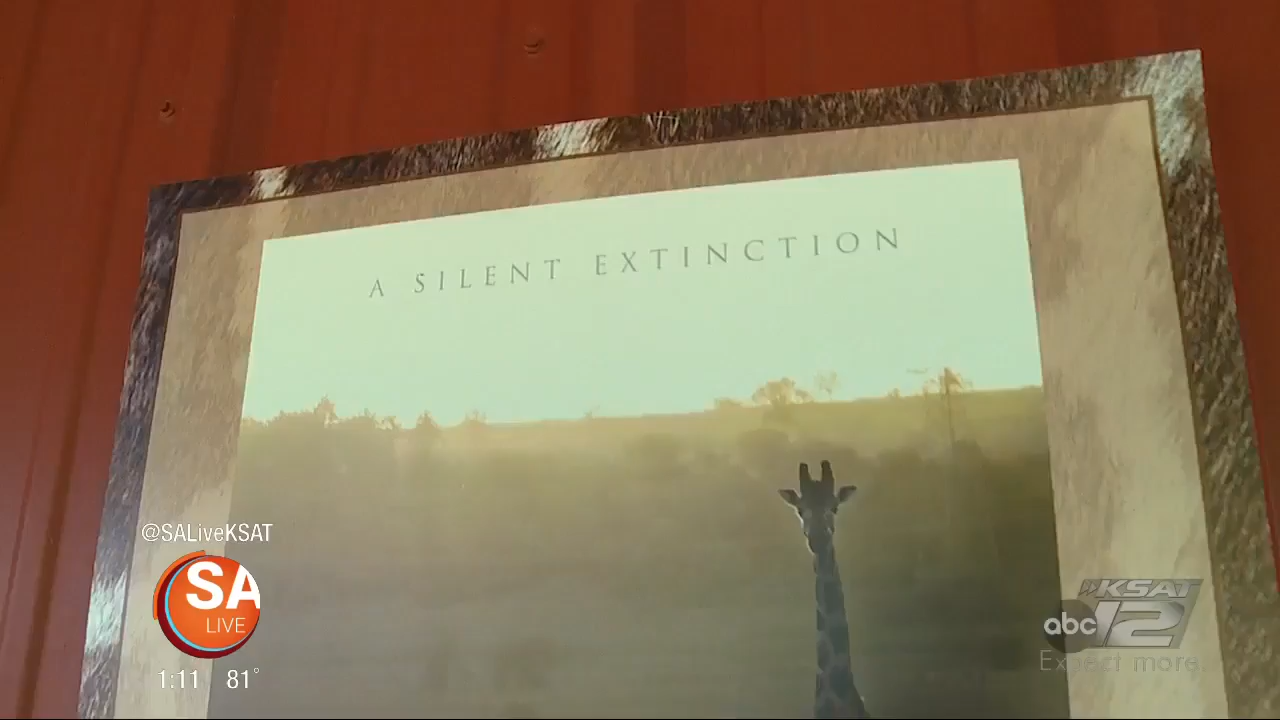 A SILENT EXTINCTION
@SALiveKSAT
SA
LIVE
1:11 81°
KSAT
abc 12
Expect more.